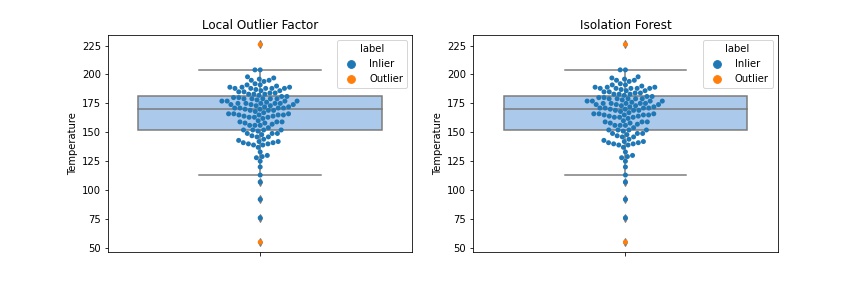 Local Outlier Factor
Temperature
225
200
175
150
125
100
75
50
label
Inlier
Outlier
Isolation Forest
Temperature
225
200
175
150
125
100
75
50
label
Inlier
Outlier